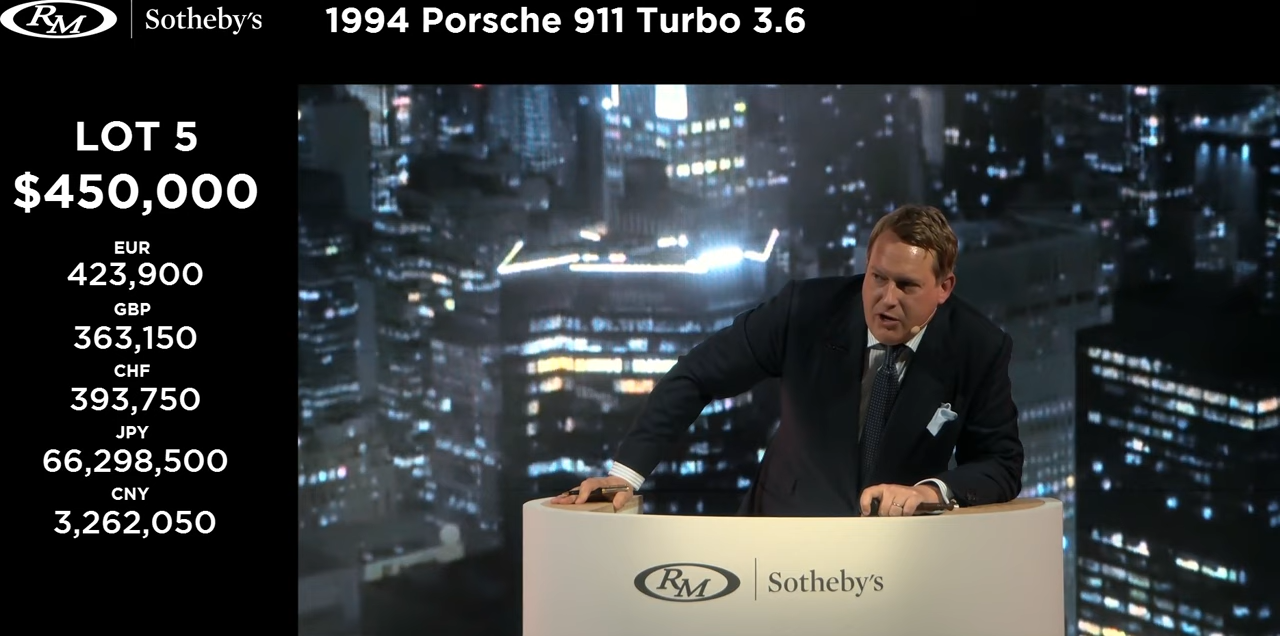 RM Sotheby's
1994 Porsche 911 Turbo 3.6
LOT 5
$450,000
EUR
423,900
GBP
363,150
CHF
393,750
JPY
66,298,500
CNY
3,262,050
RM Sotheby's